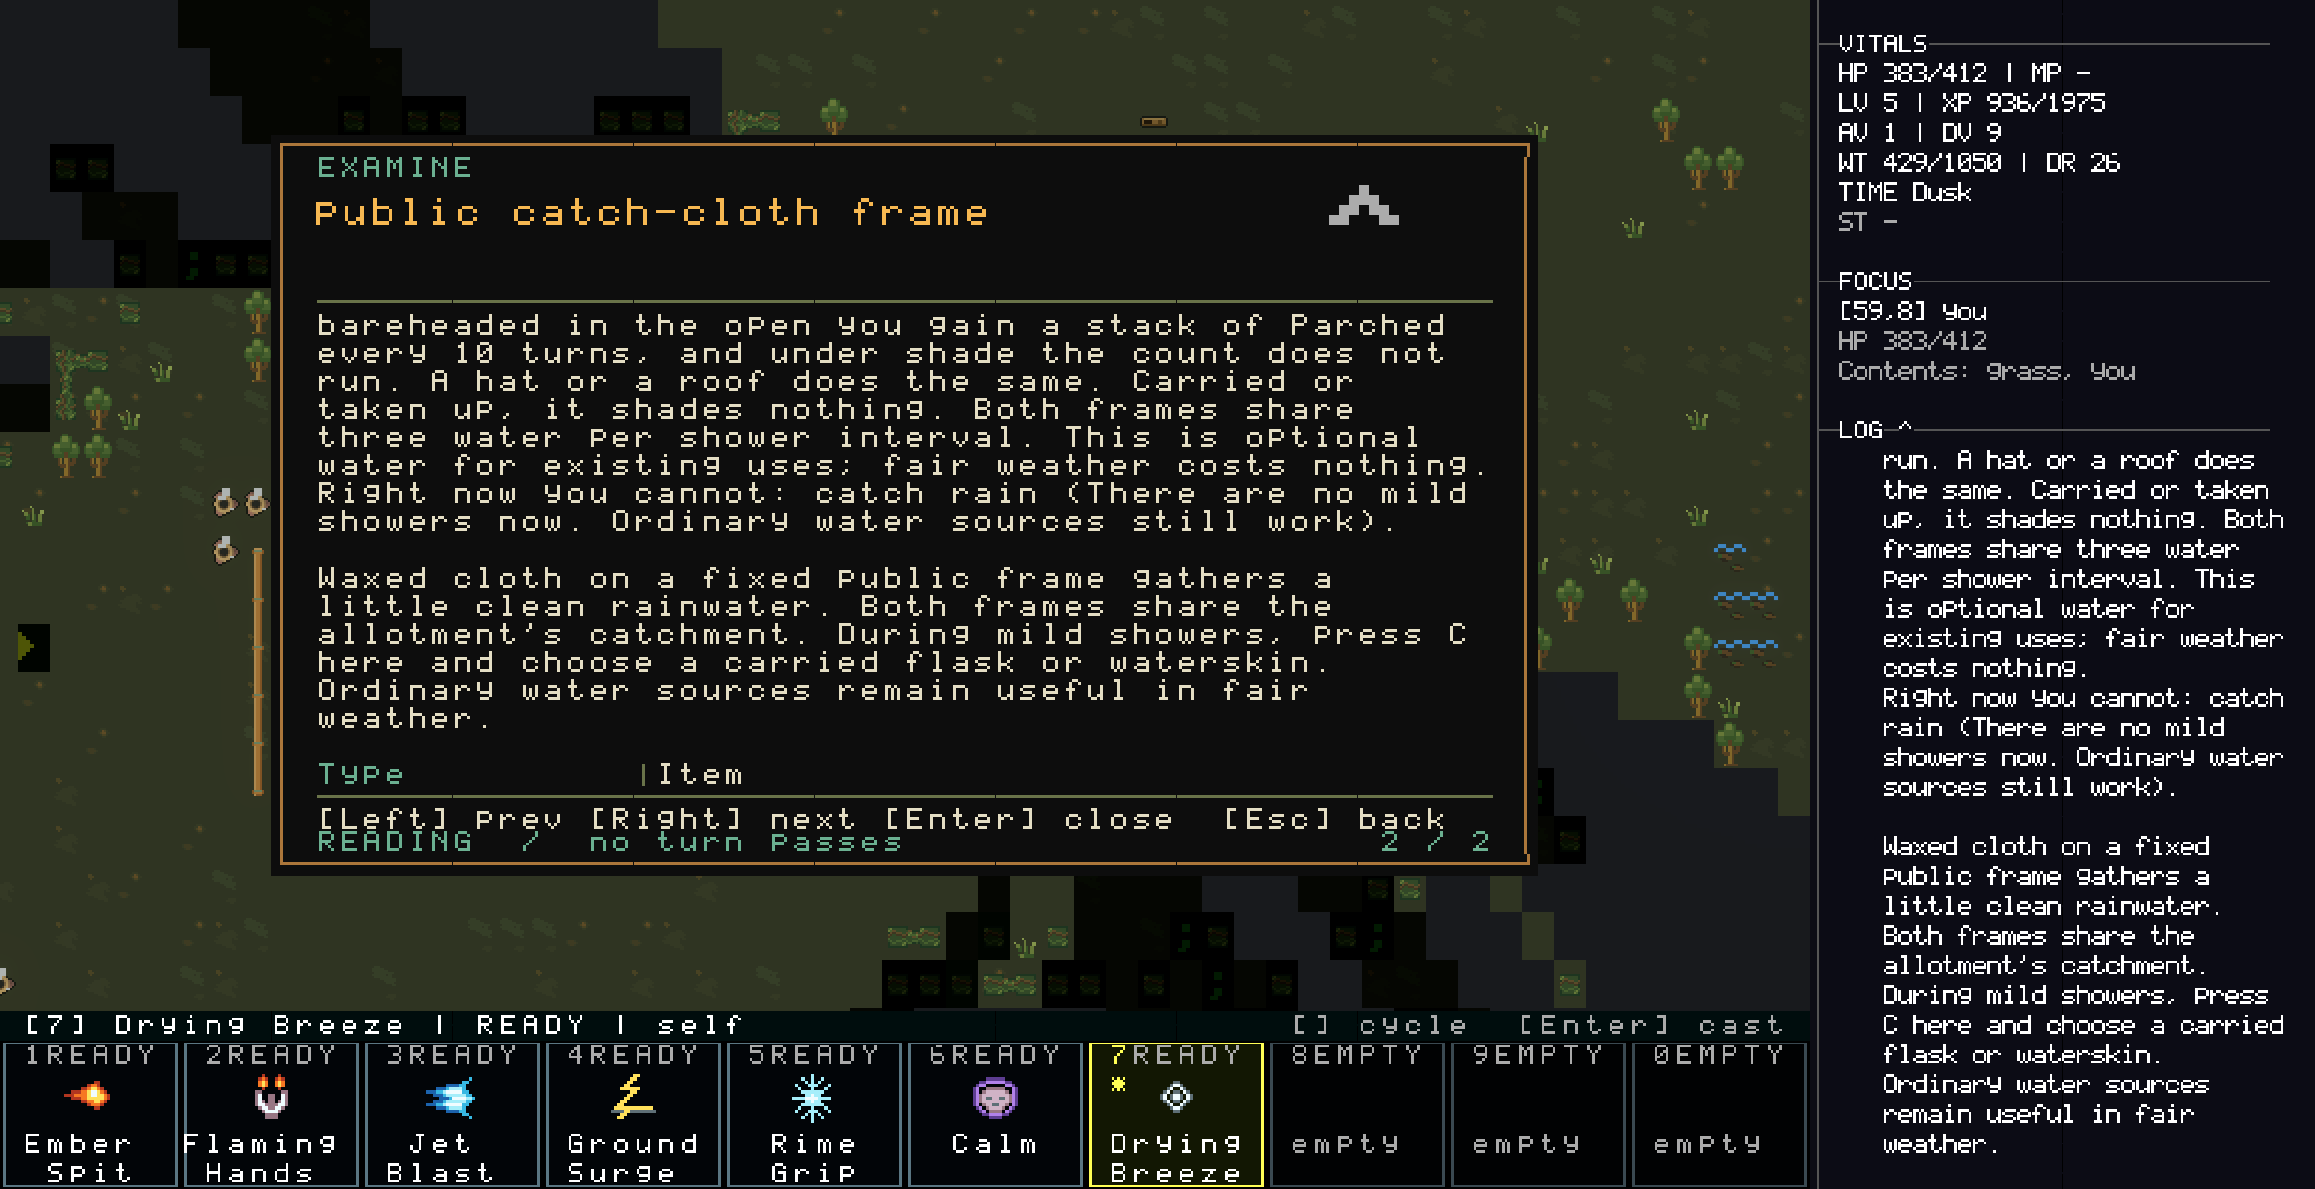 EXAMINE
Public catch-cloth frame
bareheaded in the open you gain a stack of Parched
every 10 turns, and under shade the count does not
run. A hat or a roof does the same. Carried or
taken up, it shades nothing. Both frames share
three water per shower interval. This is optional
water for existing uses; fair weather costs nothing.
Right now you cannot: catch rain (There are no mild
showers now. Ordinary water sources still work).
Waxed cloth on a fixed public frame gathers a
little clean rainwater. Both frames share the
allotment's catchment. During mild showers, press C
here and choose a carried flask or waterskin.
Ordinary water sources remain useful in fair
weather.
Type | Item
[Left] prev [Right] next [Enter] close [Esc] back
READING / no turn passes 2 / 2
VITALS
HP 383/412 | MP -
LV 5 | XP 936/1975
AV 1 | DV 9
WT 429/1050 | DR 26
TIME Dusk
ST -
FOCUS
[59,8] You
HP 383/412
Contents: grass, You
LOG ^
run. A hat or a roof does
the same. Carried or taken
up, it shades nothing. Both
frames share three water
per shower interval. This
is optional water for
existing uses; fair weather
costs nothing.
Right now you cannot: catch
rain (There are no mild
showers now. Ordinary water
sources still work).
Waxed cloth on a fixed
public frame gathers a
little clean rainwater.
Both frames share the
allotment's catchment.
During mild showers, press
C here and choose a carried
flask or waterskin.
Ordinary water sources
remain useful in fair
weather.
[7] Drying Breeze | READY | self [] cycle [Enter] cast
1READY 2READY 3READY 4READY 5READY 6READY 7READY 8EMPTY 9EMPTY 0EMPTY
Ember Flaming Jet Ground Rime Calm Drying empty empty empty
Spit Hands Blast Surge Grip Breeze